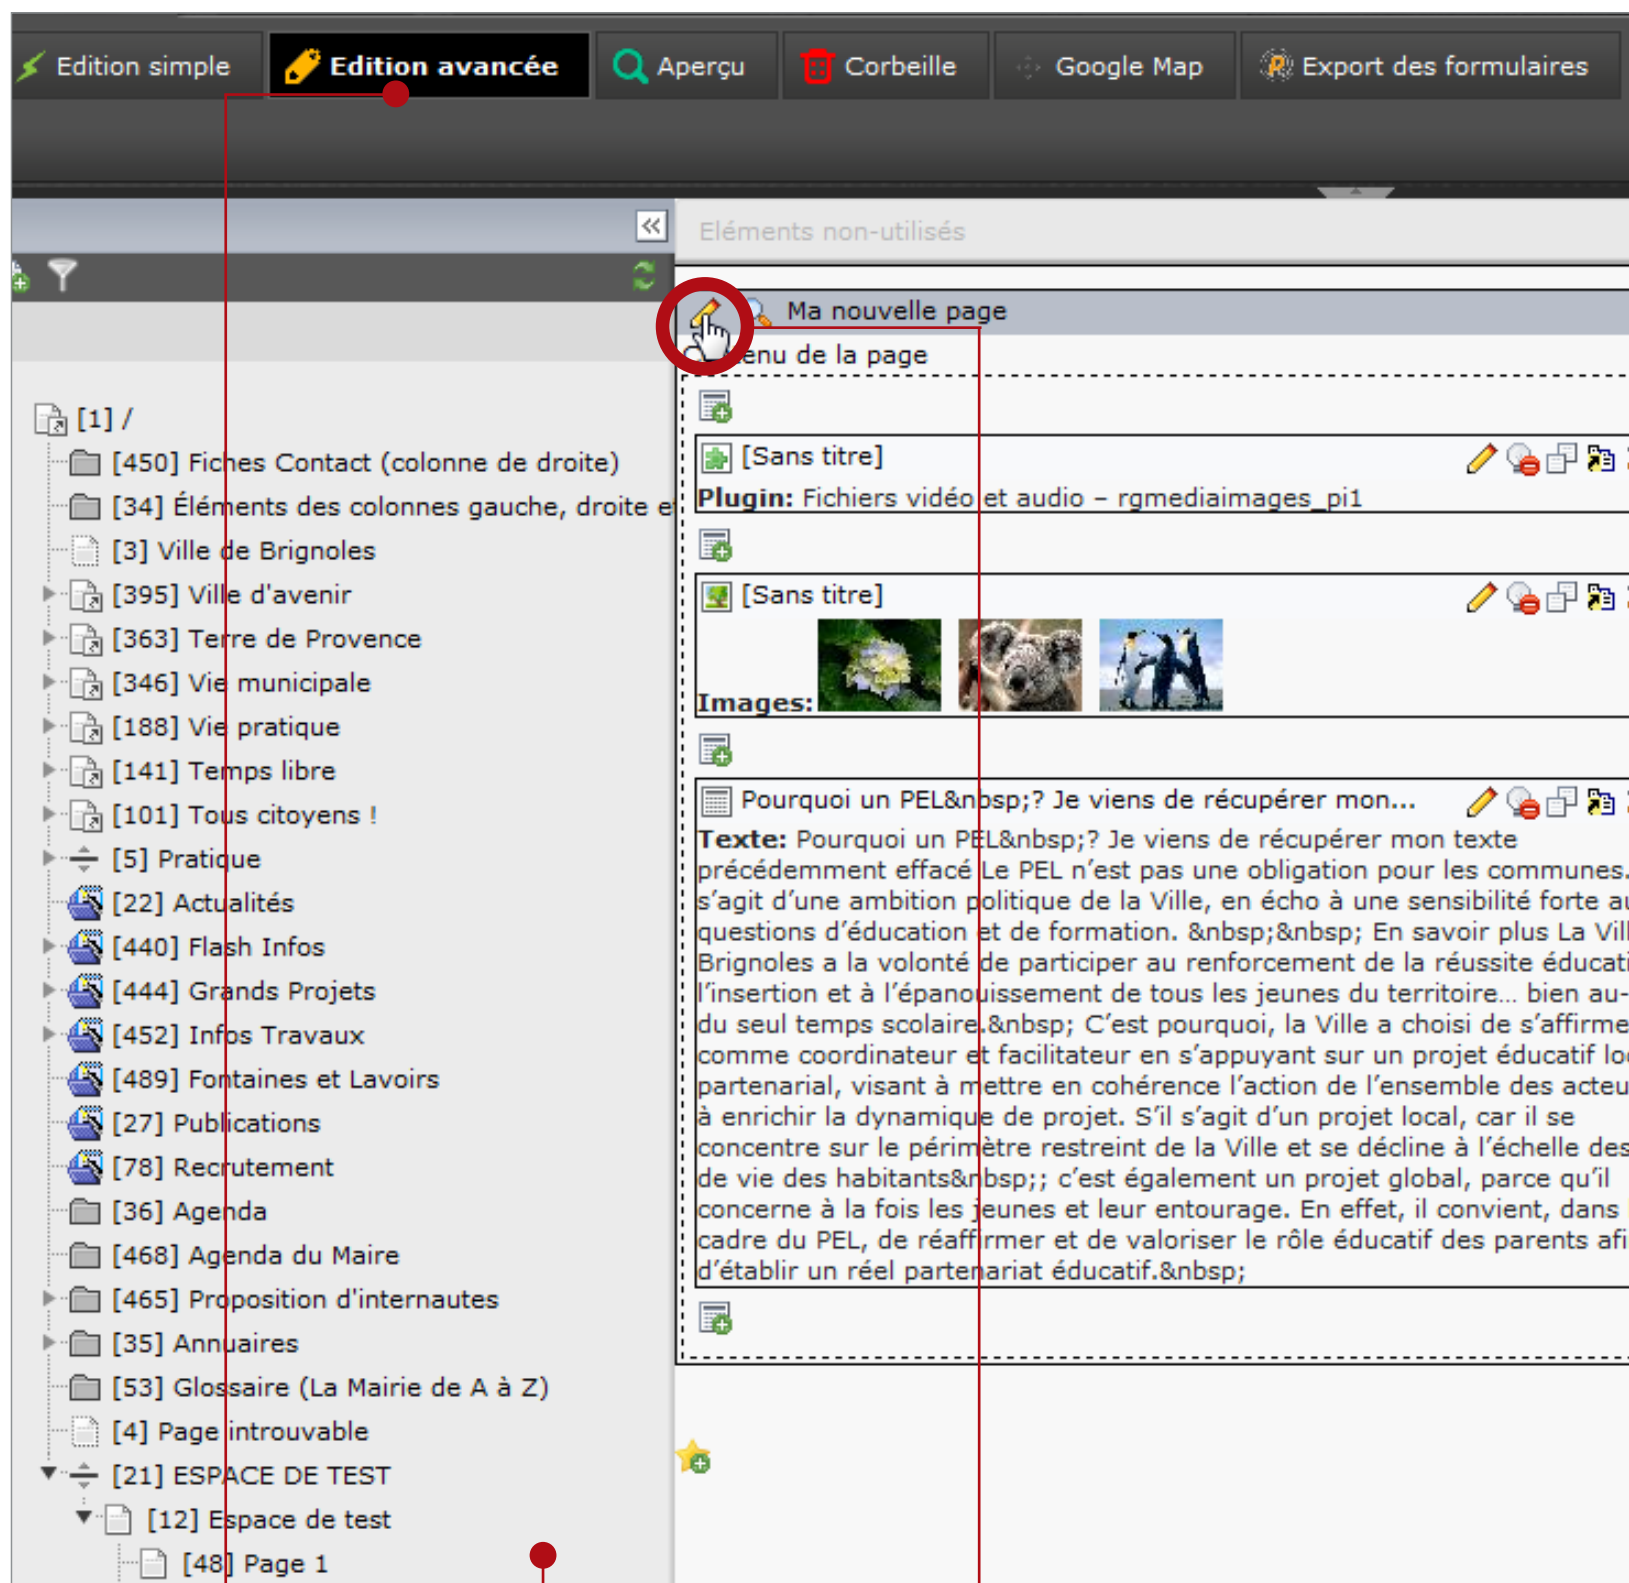 Edition simple
Edition avancée
Aperçu
Corbeille
Google Map
Export des formulaires
Eléments non-utilisés
[1] /
[450] Fiches Contact (colonne de droite)
[34] Éléments des colonnes gauche, droite e
[3] Ville de Brignoles
[395] Ville d'avenir
[363] Terre de Provence
[346] Vie municipale
[188] Vie pratique
[141] Temps libre
[101] Tous citoyens !
[5] Pratique
[22] Actualités
[440] Flash Infos
[444] Grands Projets
[452] Infos Travaux
[489] Fontaines et Lavoirs
[27] Publications
[78] Recrutement
[36] Agenda
[468] Agenda du Maire
[465] Proposition d'internautes
[35] Annuaires
[53] Glossaire (La Mairie de A à Z)
[4] Page introuvable
[21] ESPACE DE TEST
[12] Espace de test
[48] Page 1
Ma nouvelle page
enu de la page
[Sans titre]
Plugin: Fichiers vidéo et audio – rgmediaimages_pi1
[Sans titre]
Images:
Pourquoi un PEL&nbsp;? Je viens de récupérer mon...
Texte: Pourquoi un PEL&nbsp;? Je viens de récupérer mon texte
précédemment effacé Le PEL n’est pas une obligation pour les communes.
s’agit d’une ambition politique de la Ville, en écho à une sensibilité forte au
questions d’éducation et de formation. &nbsp;&nbsp; En savoir plus La Vill
Brignoles a la volonté de participer au renforcement de la réussite éducati
l’insertion et à l’épanouissement de tous les jeunes du territoire… bien au-
du seul temps scolaire.&nbsp; C’est pourquoi, la Ville a choisi de s’affirme
comme coordinateur et facilitateur en s’appuyant sur un projet éducatif loc
partenarial, visant à mettre en cohérence l’action de l’ensemble des acteu
à enrichir la dynamique de projet. S’il s’agit d’un projet local, car il se
concentre sur le périmètre restreint de la Ville et se décline à l’échelle des
de vie des habitants&nbsp;; c’est également un projet global, parce qu’il
concerne à la fois les jeunes et leur entourage. En effet, il convient, dans
cadre du PEL, de réaffirmer et de valoriser le rôle éducatif des parents afi
d’établir un réel partenariat éducatif.&nbsp;